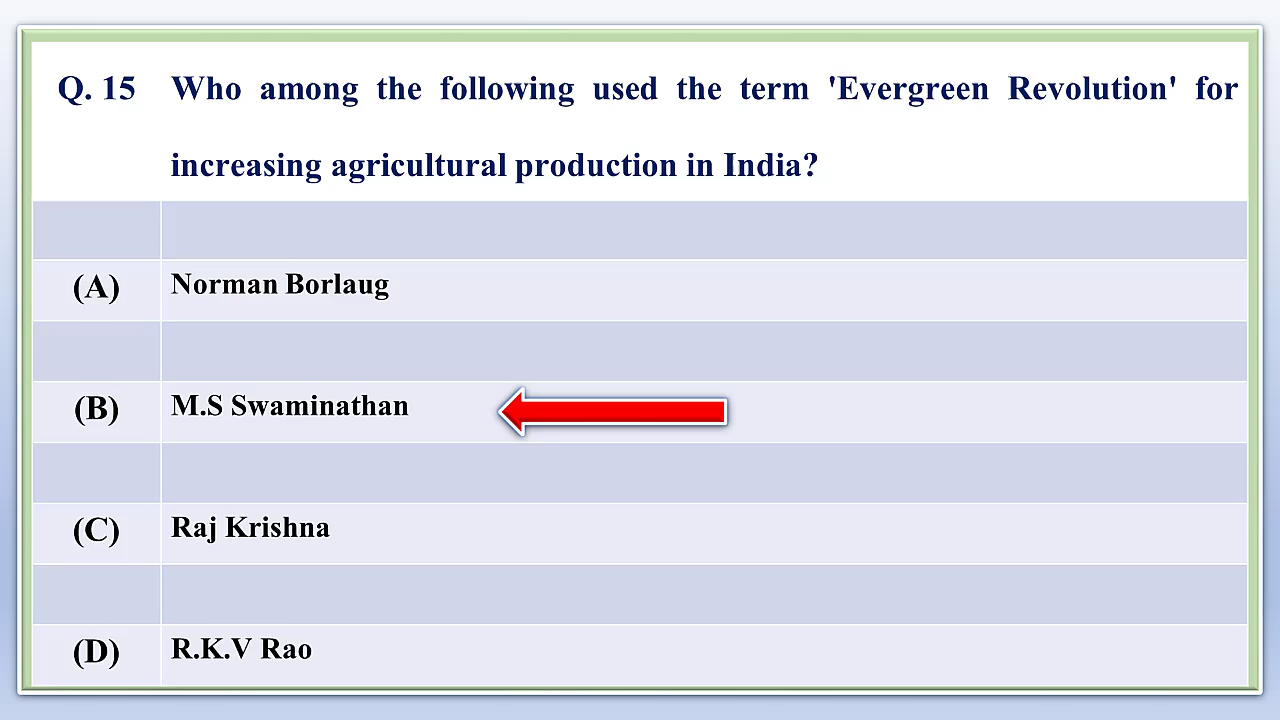 Q. 15 Who among the following used the term 'Evergreen Revolution' for
increasing agricultural production in India?
(A) Norman Borlaug
(B) M.S Swaminathan
(C) Raj Krishna
(D) R.K.V Rao